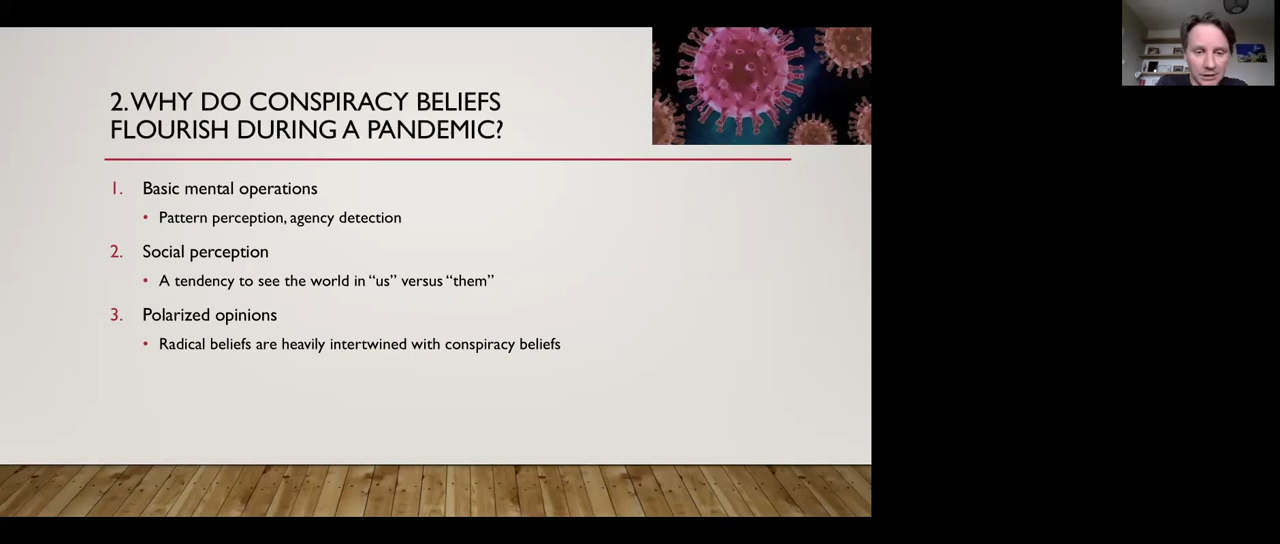 2. WHY DO CONSPIRACY BELIEFS
FLOURISH DURING A PANDEMIC?
1. Basic mental operations
• Pattern perception, agency detection
2. Social perception
• A tendency to see the world in “us” versus “them”
3. Polarized opinions
• Radical beliefs are heavily intertwined with conspiracy beliefs